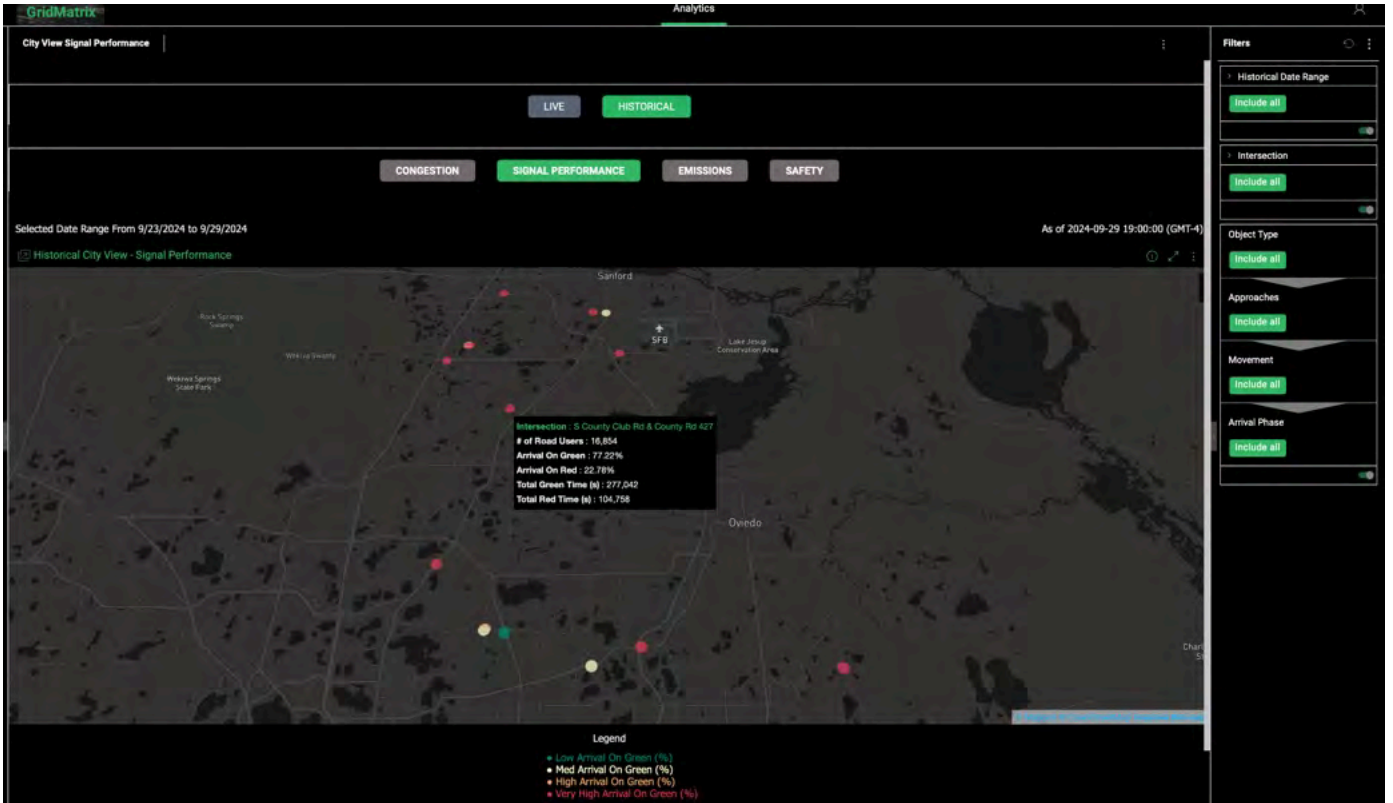 GridMatrix
Analytics
City View Signal Performance
LIVE
HISTORICAL
CONGESTION
SIGNAL PERFORMANCE
EMISSIONS
SAFETY
Selected Date Range From 9/23/2024 to 9/29/2024
As of 2024-09-29 19:00:00 (GMT-4)
Historical City View - Signal Performance
Sanford
Rock Springs
Swamp
SFB
Lake Jesup
Conservation Area
Wekiva Swamp
Wekiwa Springs
State Park
Intersection : S County Club Rd & County Rd 427
# of Road Users : 16,854
Arrival On Green : 77.22%
Arrival On Red : 22.78%
Total Green Time (s) : 277,042
Total Red Time (s) : 104,758
Oviedo
Legend
Low Arrival On Green (%)
Med Arrival On Green (%)
High Arrival On Green (%)
Very High Arrival On Green (%)
Filters
Historical Date Range
Include all
Intersection
Include all
Object Type
Include all
Approaches
Include all
Movement
Include all
Arrival Phase
Include all